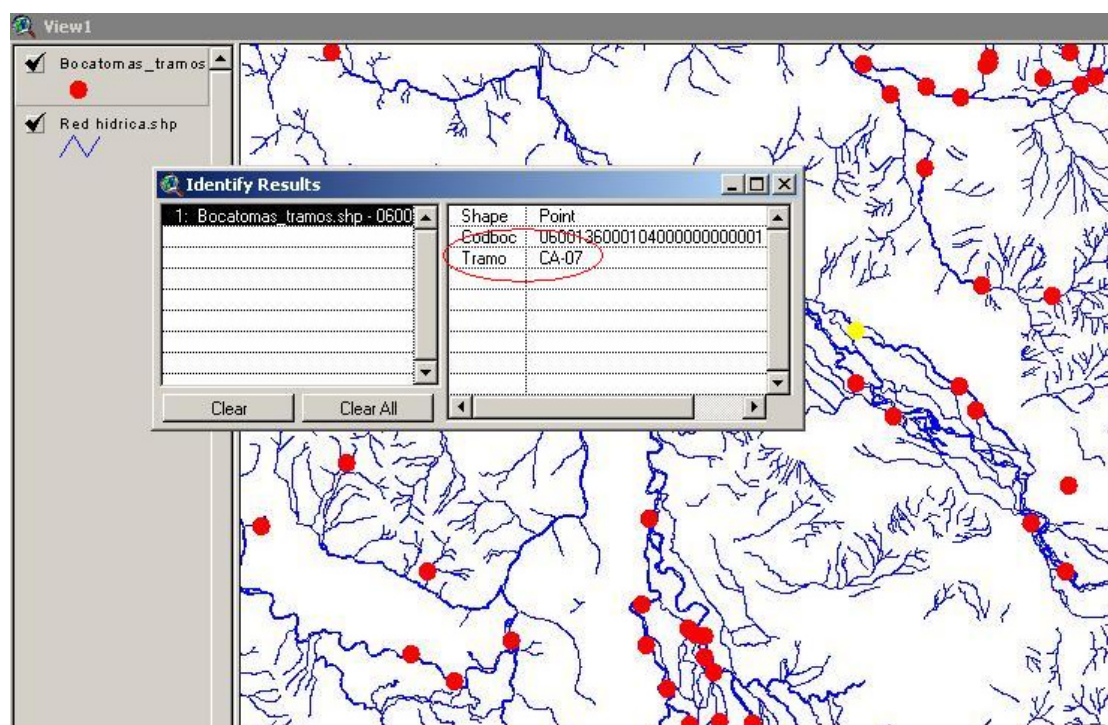 View1
Bocatomas_tramos
Red hidrica.shp
Identify Results
1: Bocatomas_tramos.shp - 0600
Shape Point
Codboc
Tramo CA-07
Clear Clear All